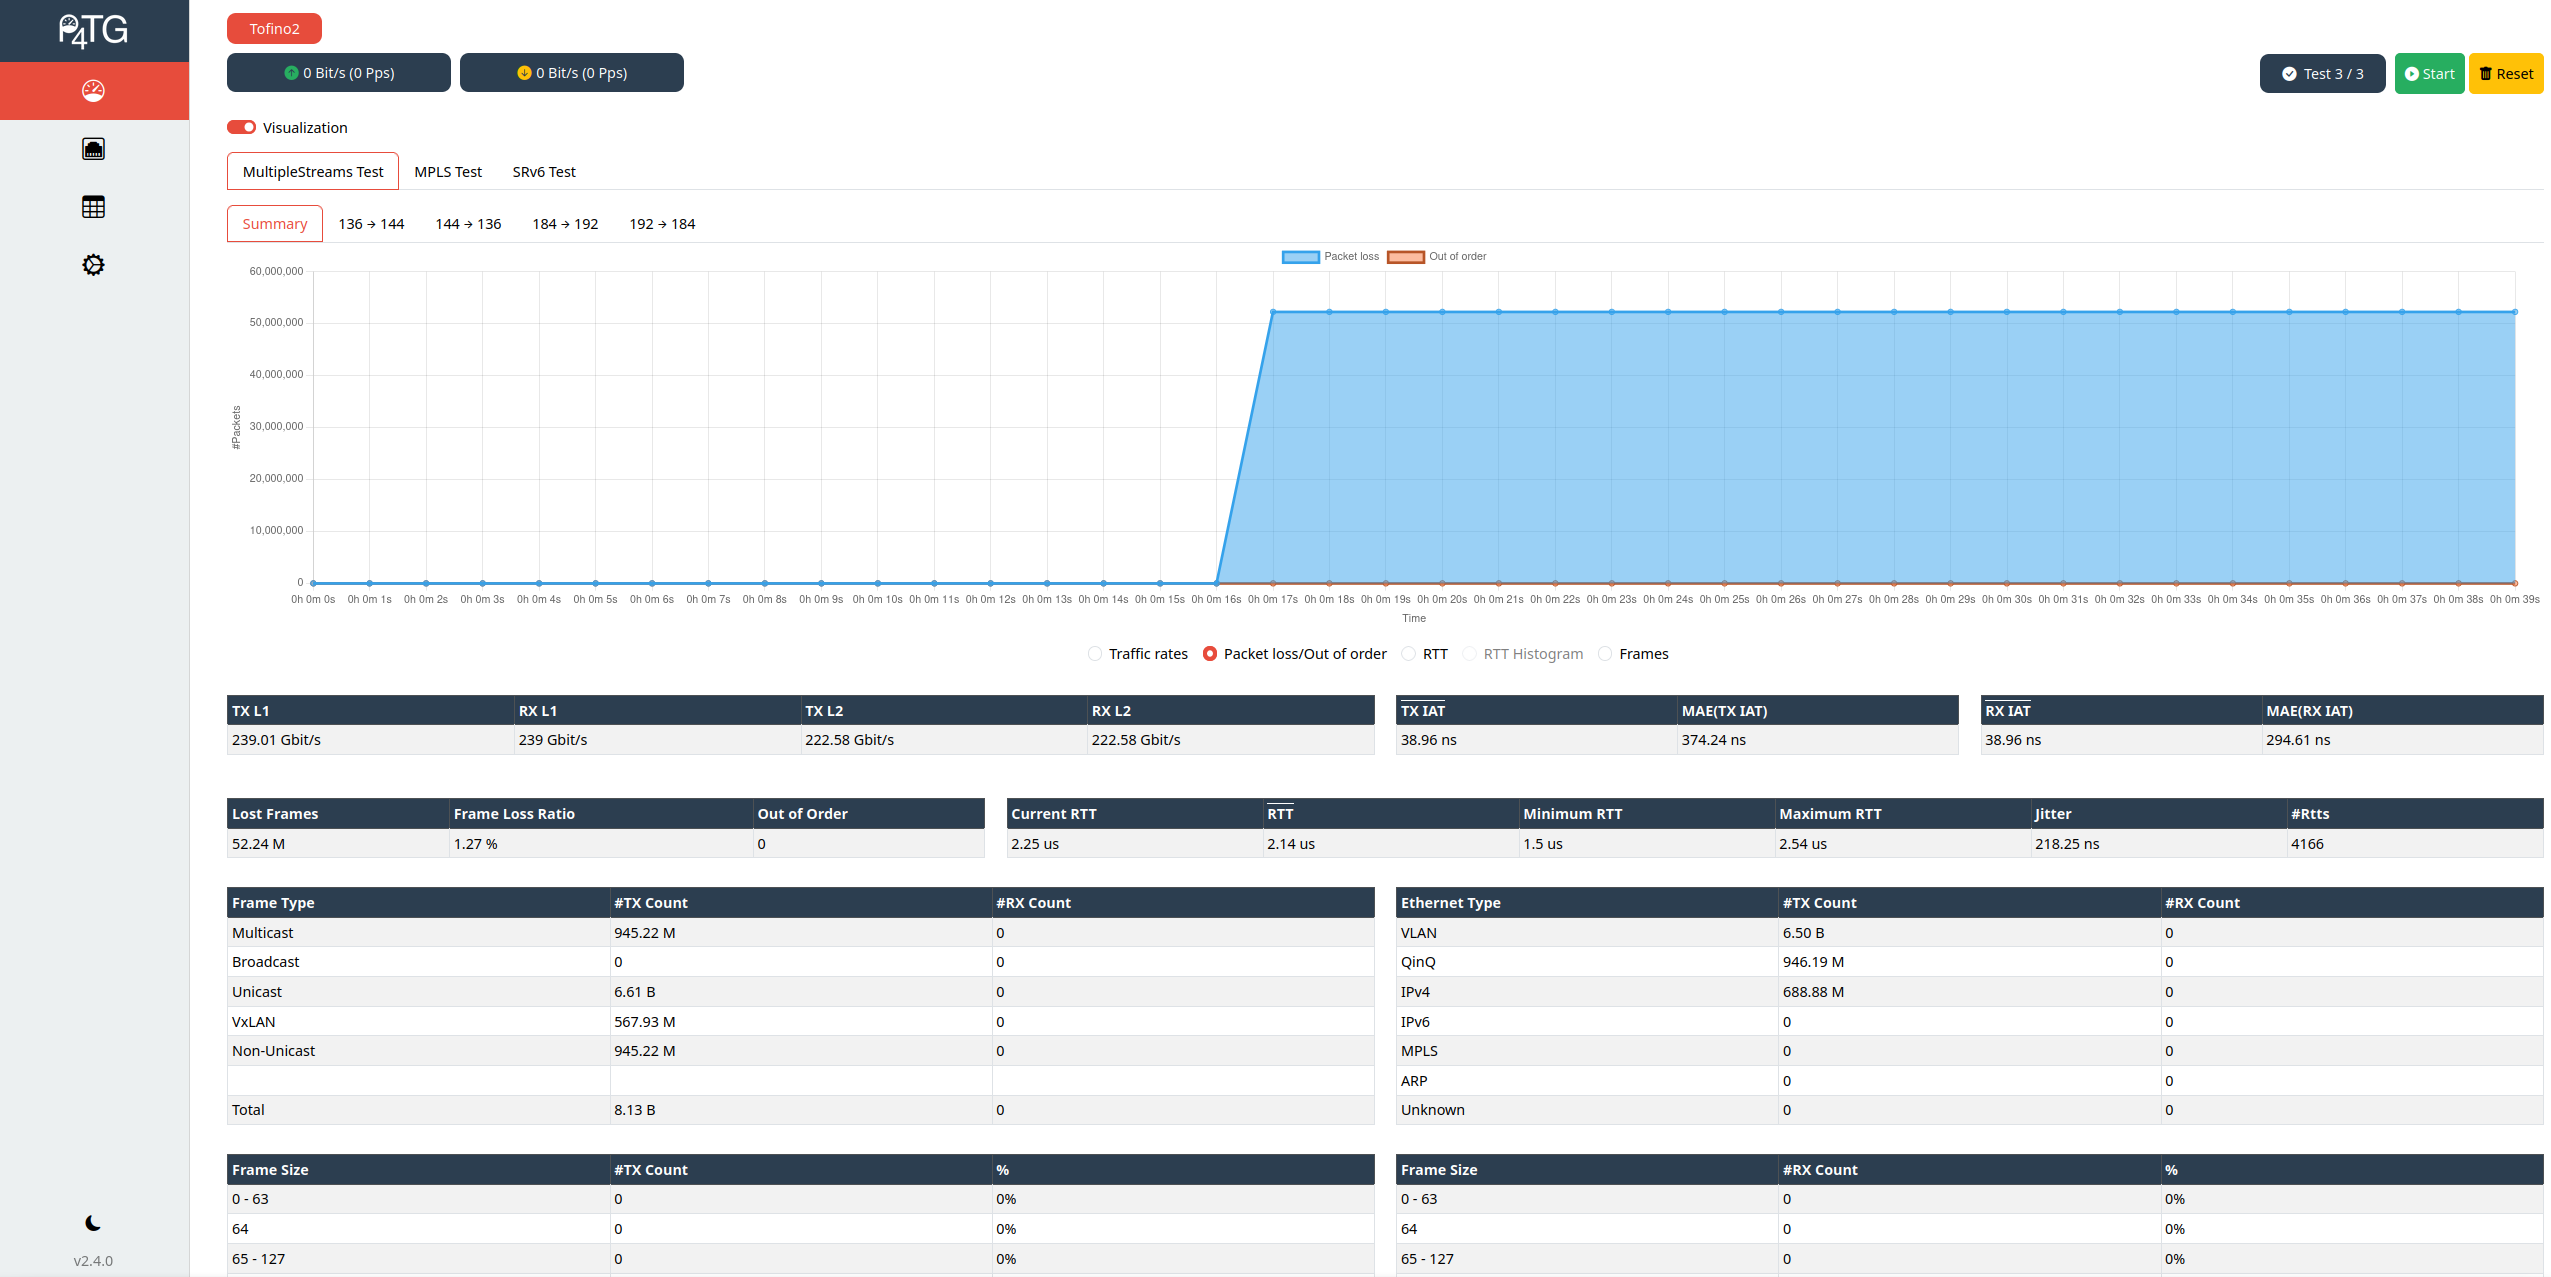 P4TG
Tofino2
0 Bit/s (0 Pps) 0 Bit/s (0 Pps) Test 3 / 3 Start Reset
Visualization
MultipleStreams Test MPLS Test SRv6 Test
Summary 136 → 144 144 → 136 184 → 192 192 → 184
Packet loss Out of order
60,000,000
50,000,000
40,000,000
30,000,000
20,000,000
10,000,000
0
#Packets
0h 0m 0s 0h 0m 1s 0h 0m 2s 0h 0m 3s 0h 0m 4s 0h 0m 5s 0h 0m 6s 0h 0m 7s 0h 0m 8s 0h 0m 9s 0h 0m 10s 0h 0m 11s 0h 0m 12s 0h 0m 13s 0h 0m 14s 0h 0m 15s 0h 0m 16s 0h 0m 17s 0h 0m 18s 0h 0m 19s 0h 0m 20s 0h 0m 21s 0h 0m 22s 0h 0m 23s 0h 0m 24s 0h 0m 25s 0h 0m 26s 0h 0m 27s 0h 0m 28s 0h 0m 29s 0h 0m 30s 0h 0m 31s 0h 0m 32s 0h 0m 33s 0h 0m 34s 0h 0m 35s 0h 0m 36s 0h 0m 37s 0h 0m 38s 0h 0m 39s
Time
Traffic rates Packet loss/Out of order RTT RTT Histogram Frames
TX L1 RX L1 TX L2 RX L2
239.01 Gbit/s 239 Gbit/s 222.58 Gbit/s 222.58 Gbit/s
TX IAT MAE(TX IAT)
38.96 ns 374.24 ns
RX IAT MAE(RX IAT)
38.96 ns 294.61 ns
Lost Frames Frame Loss Ratio Out of Order
52.24 M 1.27 % 0
Current RTT RTT Minimum RTT Maximum RTT Jitter #Rtts
2.25 us 2.14 us 1.5 us 2.54 us 218.25 ns 4166
Frame Type #TX Count #RX Count
Multicast 945.22 M 0
Broadcast 0 0
Unicast 6.61 B 0
VxLAN 567.93 M 0
Non-Unicast 945.22 M 0
Total 8.13 B 0
Ethernet Type #TX Count #RX Count
VLAN 6.50 B 0
QinQ 946.19 M 0
IPv4 688.88 M 0
IPv6 0 0
MPLS 0 0
ARP 0 0
Unknown 0 0
Frame Size #TX Count %
0 - 63 0 0%
64 0 0%
65 - 127 0 0%
Frame Size #RX Count %
0 - 63 0 0%
64 0 0%
65 - 127 0 0%
v2.4.0